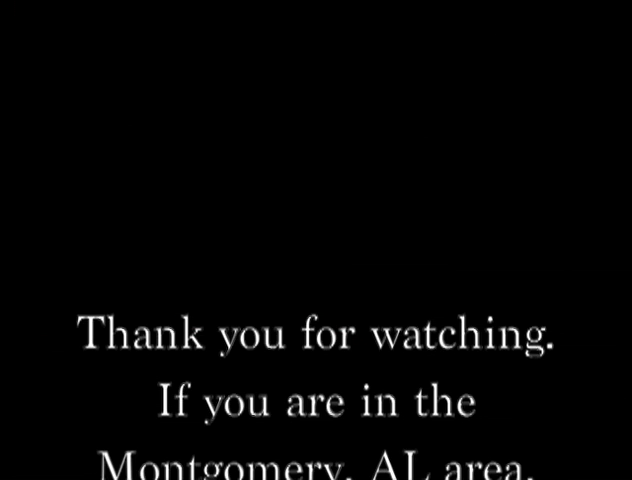 Thank you for watching.
If you are in the
Montgomery, AL area,